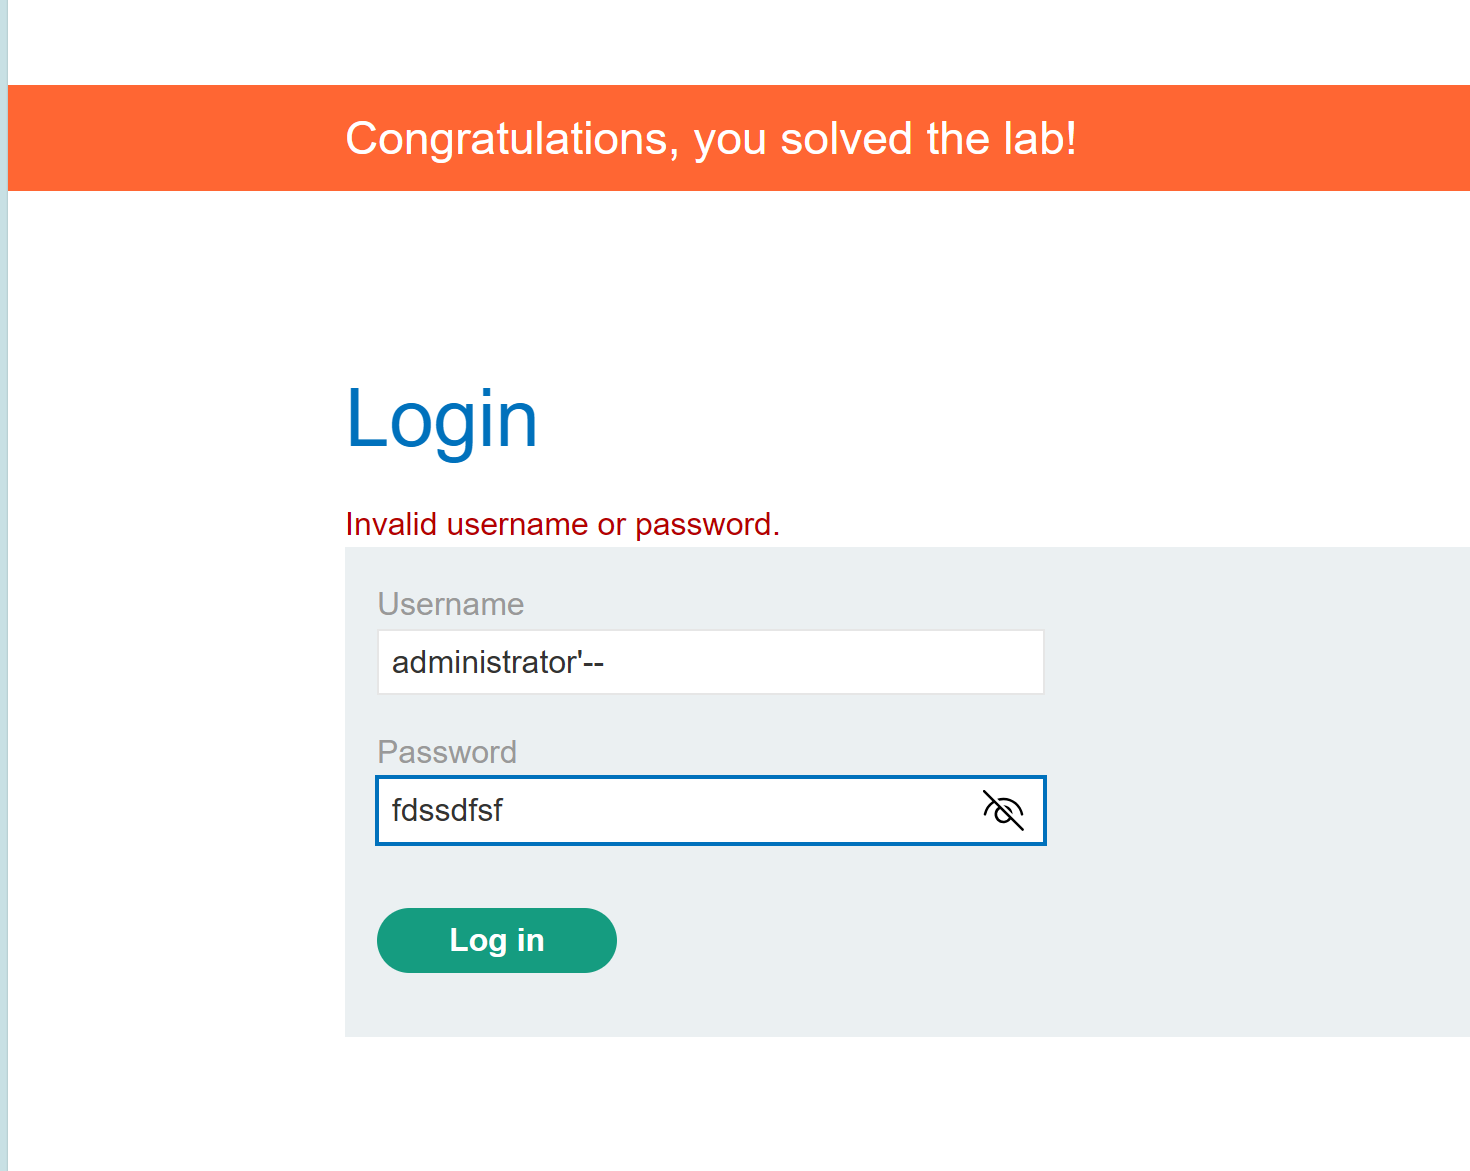 Congratulations, you solved the lab!
Login
Invalid username or password.
Username
administrator'--
Password
fdssdfsf
Log in